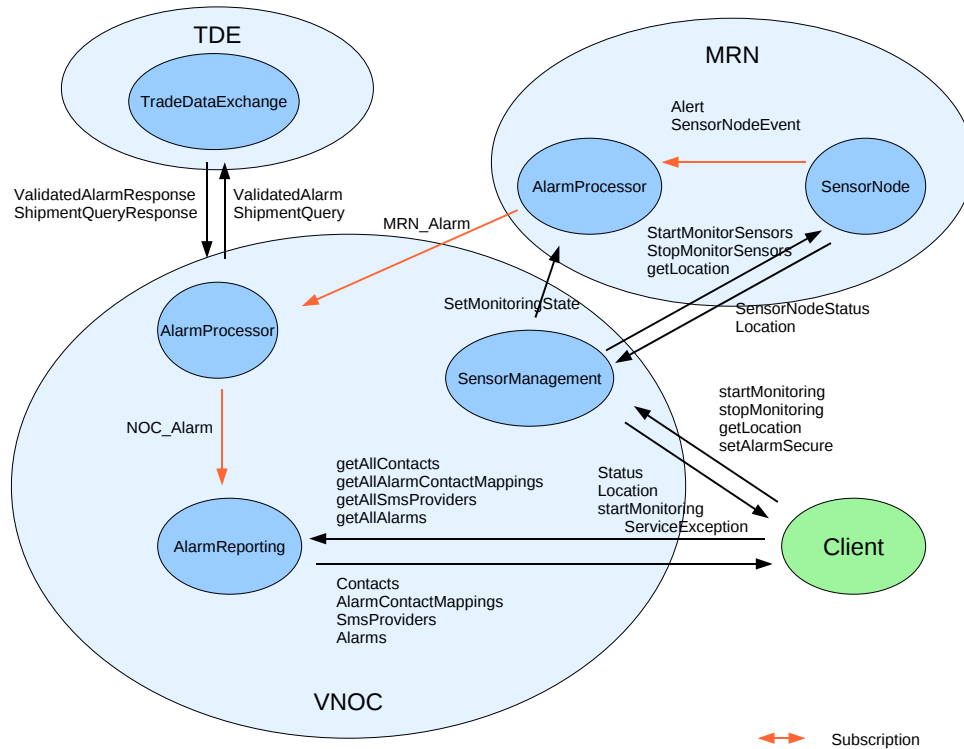 TDE
TradeDataExchange
MRN
Alert
SensorNodeEvent
AlarmProcessor
SensorNode
ValidatedAlarmResponse
ShipmentQueryResponse
ValidatedAlarm
ShipmentQuery
MRN_Alarm
StartMonitorSensors
StopMonitorSensors
getLocation
SetMonitoringState
SensorNodeStatus
Location
AlarmProcessor
SensorManagement
startMonitoring
stopMonitoring
getLocation
setAlarmSecure
NOC_Alarm
getAllContacts
getAllAlarmContactMappings
getAllSmsProviders
getAllAlarms
Status
Location
startMonitoring
ServiceException
AlarmReporting
Client
Contacts
AlarmContactMappings
SmsProviders
Alarms
VNOC
Subscription